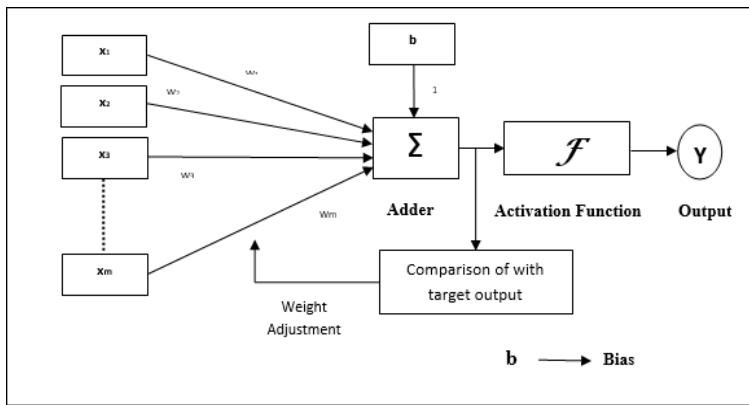 x1
b
w1
w2
1
x2
x3
Σ
ℱ
Y
w3
wm
Adder
Activation Function
Output
xm
Comparison of with
target output
Weight
Adjustment
b
Bias